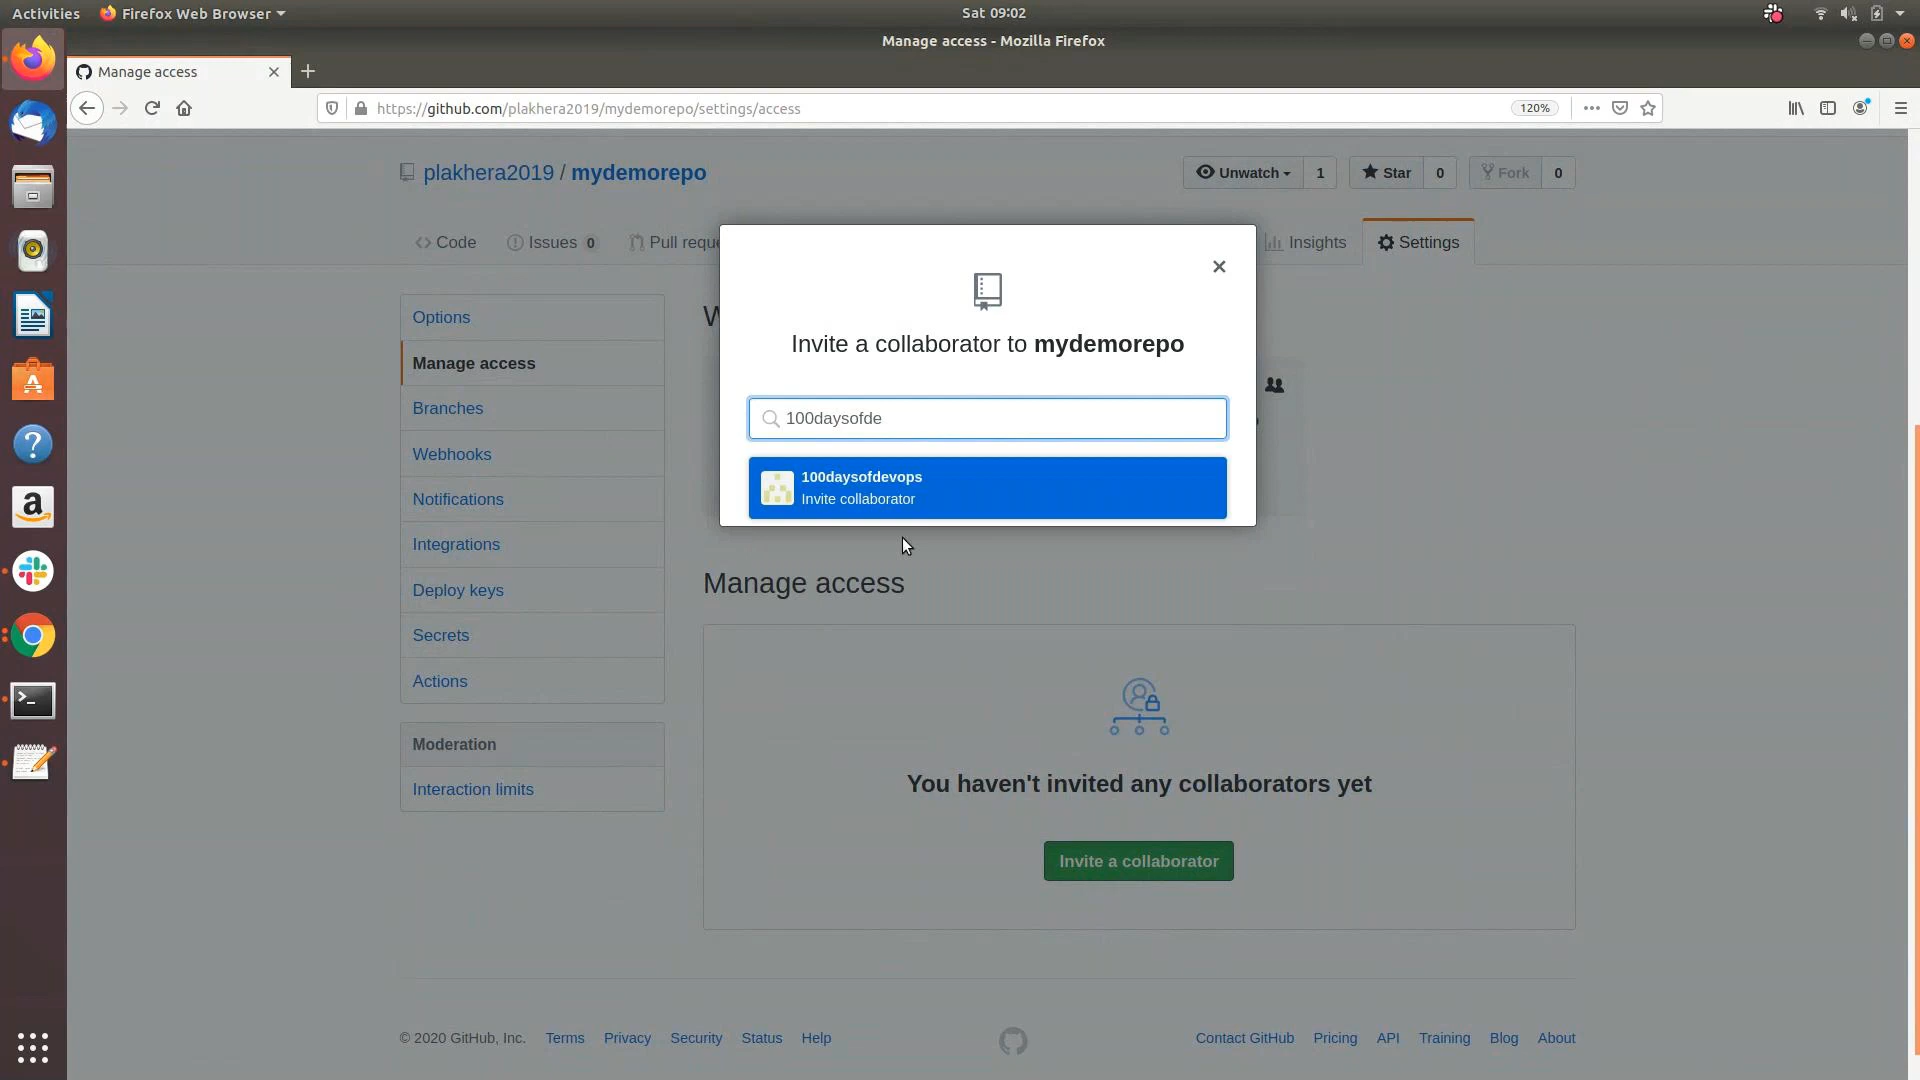 Activities Firefox Web Browser Sat 09:02
Manage access - Mozilla Firefox
Manage access
https://github.com/plakhera2019/mydemorepo/settings/access 120%
plakhera2019 / mydemorepo Unwatch 1 Star 0 Fork 0
Code Issues 0 Insights Settings
Invite a collaborator to mydemorepo
100daysofde
100daysofdevops
Invite collaborator
Options
Manage access
Branches
Webhooks
Notifications
Integrations
Deploy keys
Secrets
Actions
Moderation
Interaction limits
Manage access
You haven't invited any collaborators yet
Invite a collaborator
© 2020 GitHub, Inc. Terms Privacy Security Status Help Contact GitHub Pricing API Training Blog About